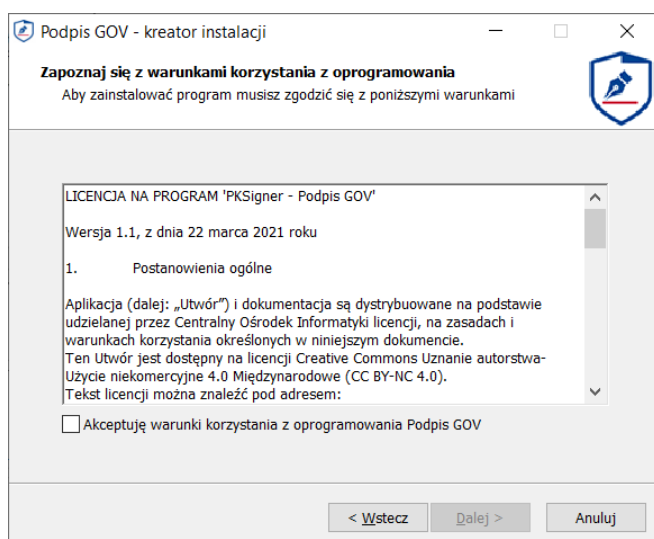 Podpis GOV - kreator instalacji
Zapoznaj się z warunkami korzystania z oprogramowania
Aby zainstalować program musisz zgodzić się z poniższymi warunkami
LICENCJA NA PROGRAM 'PKSigner - Podpis GOV'
Wersja 1.1, z dnia 22 marca 2021 roku
1. Postanowienia ogólne
Aplikacja (dalej: „Utwór”) i dokumentacja są dystrybuowane na podstawie
udzielanej przez Centralny Ośrodek Informatyki licencji, na zasadach i
warunkach korzystania określonych w niniejszym dokumencie.
Ten Utwór jest dostępny na licencji Creative Commons Uznanie autorstwa-
Użycie niekomercyjne 4.0 Międzynarodowe (CC BY-NC 4.0).
Tekst licencji można znaleźć pod adresem:
Akceptuję warunki korzystania z oprogramowania Podpis GOV
< Wstecz Dalej > Anuluj